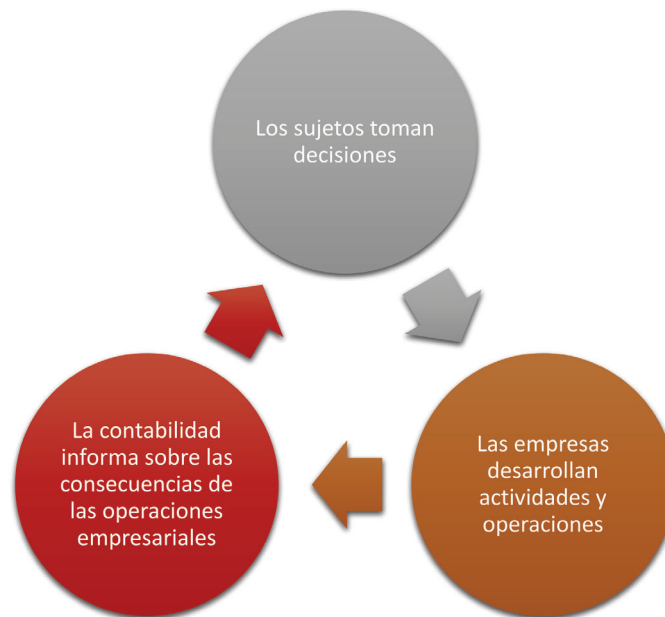 Los sujetos toman
decisiones
La contabilidad
informa sobre las
consecuencias de
las operaciones
empresariales
Las empresas
desarrollan
actividades y
operaciones